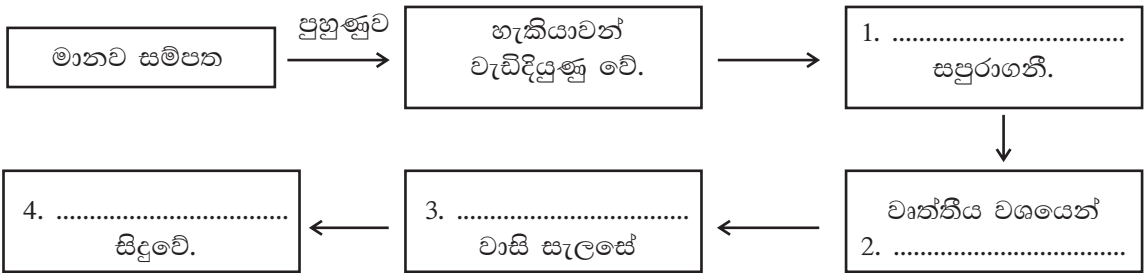 මානව සම්පත
පුහුණුව
හැකියාවන්
වැඩිදියුණු වේ.
1. ..................................
සපුරාගනී.
වෘත්තීය වශයෙන්
2. ..................................
3. ..................................
වාසි සැලසේ
4. ..................................
සිදුවේ.